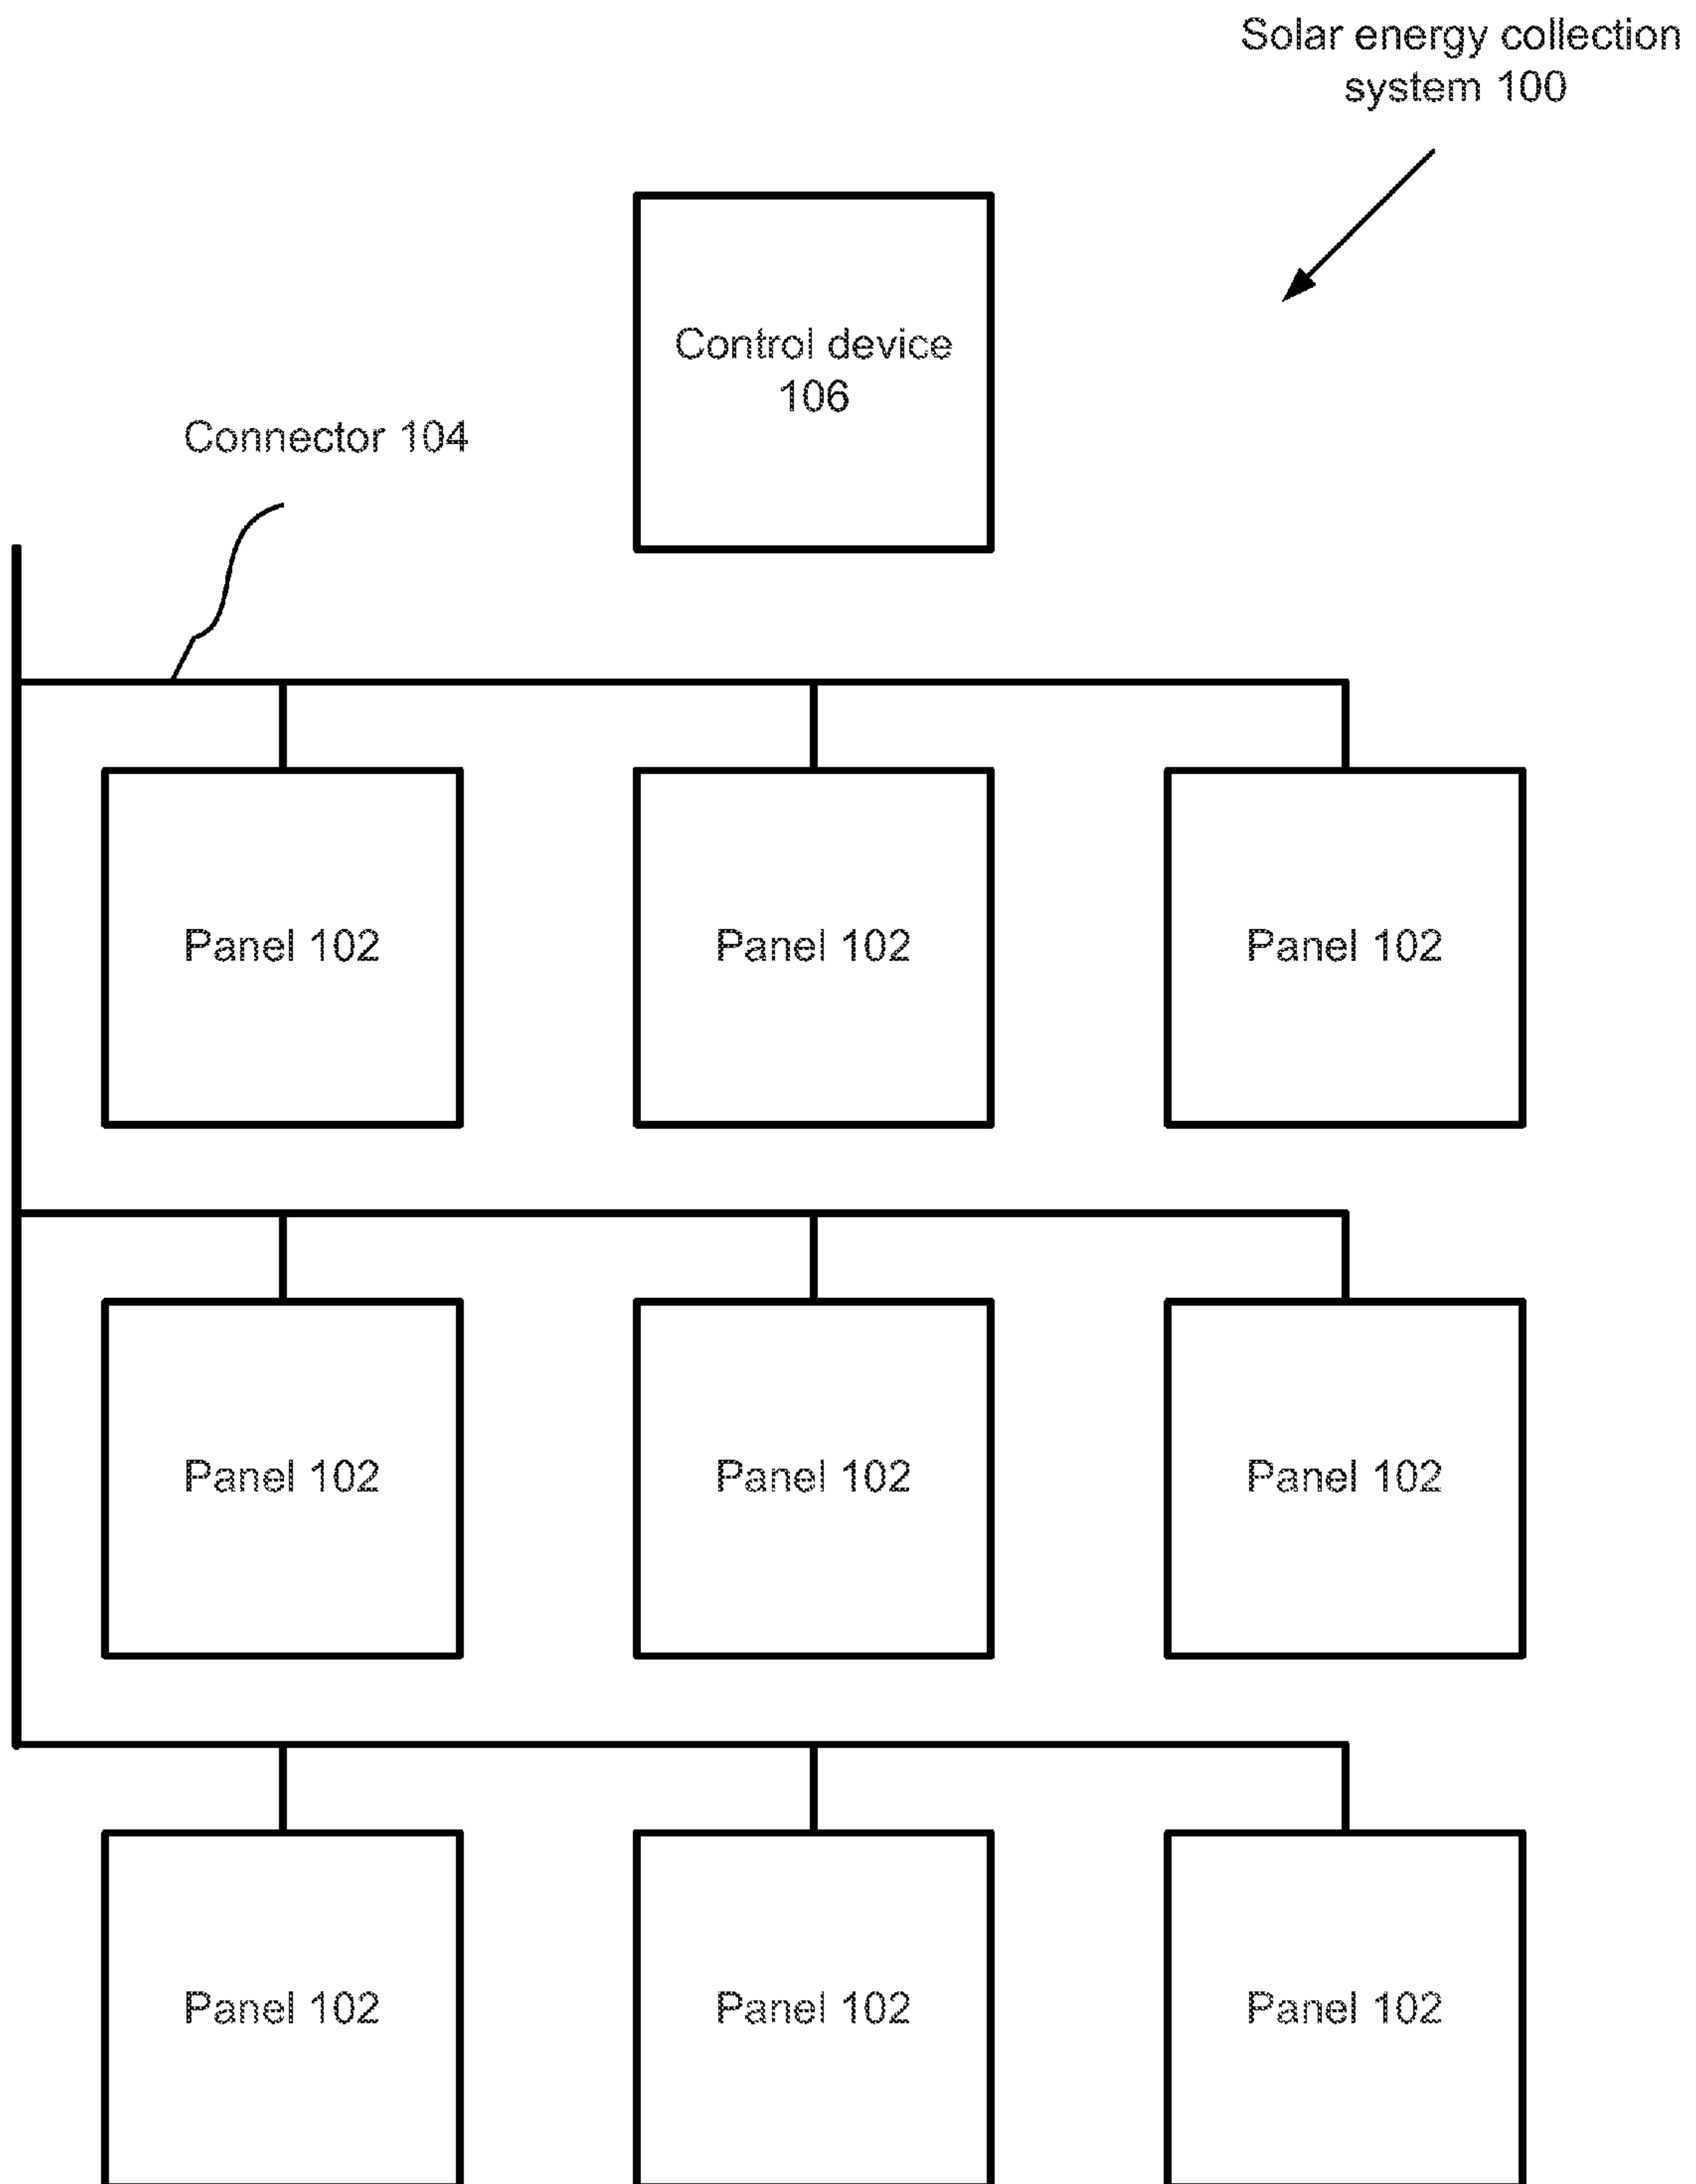 Solar energy collection
system 100
Control device
106
Connector 104
Panel 102
Panel 102
Panel 102
Panel 102
Panel 102
Panel 102
Panel 102
Panel 102
Panel 102